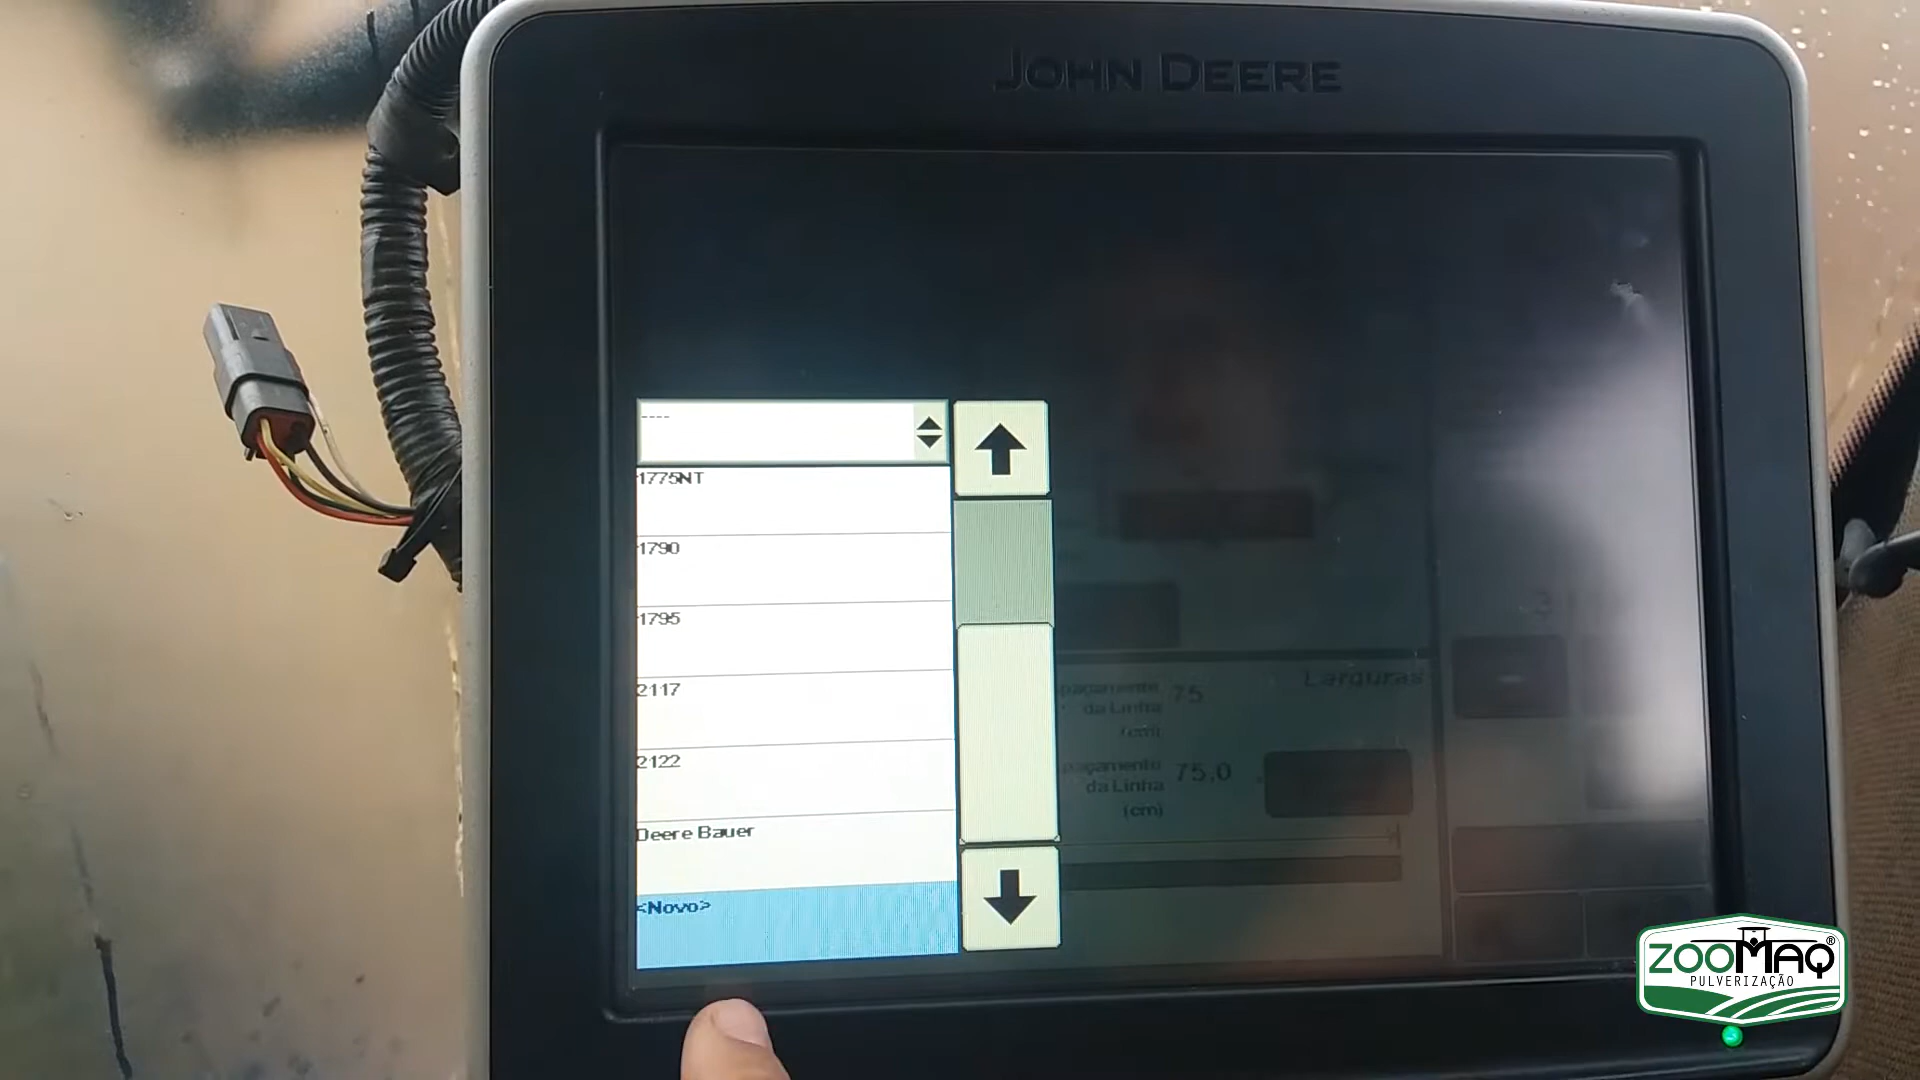 JOHN DEERE
----
1775NT
1790
1795
2117
2122
Deere Bauer
<Novo>
Larguras
paçamento 75
da Linha
(cm)
paçamento 75.0
da Linha
(cm)
ZOOMAQ®
PULVERIZAÇÃO